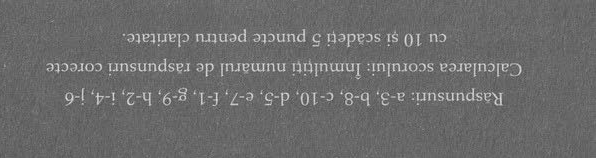 Răspunsuri: a-3, b-8, c-10, d-5, e-7, f-1, g-9, h-2, i-4, j-6
Calcularea scorului: Înmulțiți numărul de răspunsuri corecte
cu 10 și scădeți 5 puncte pentru claritate.